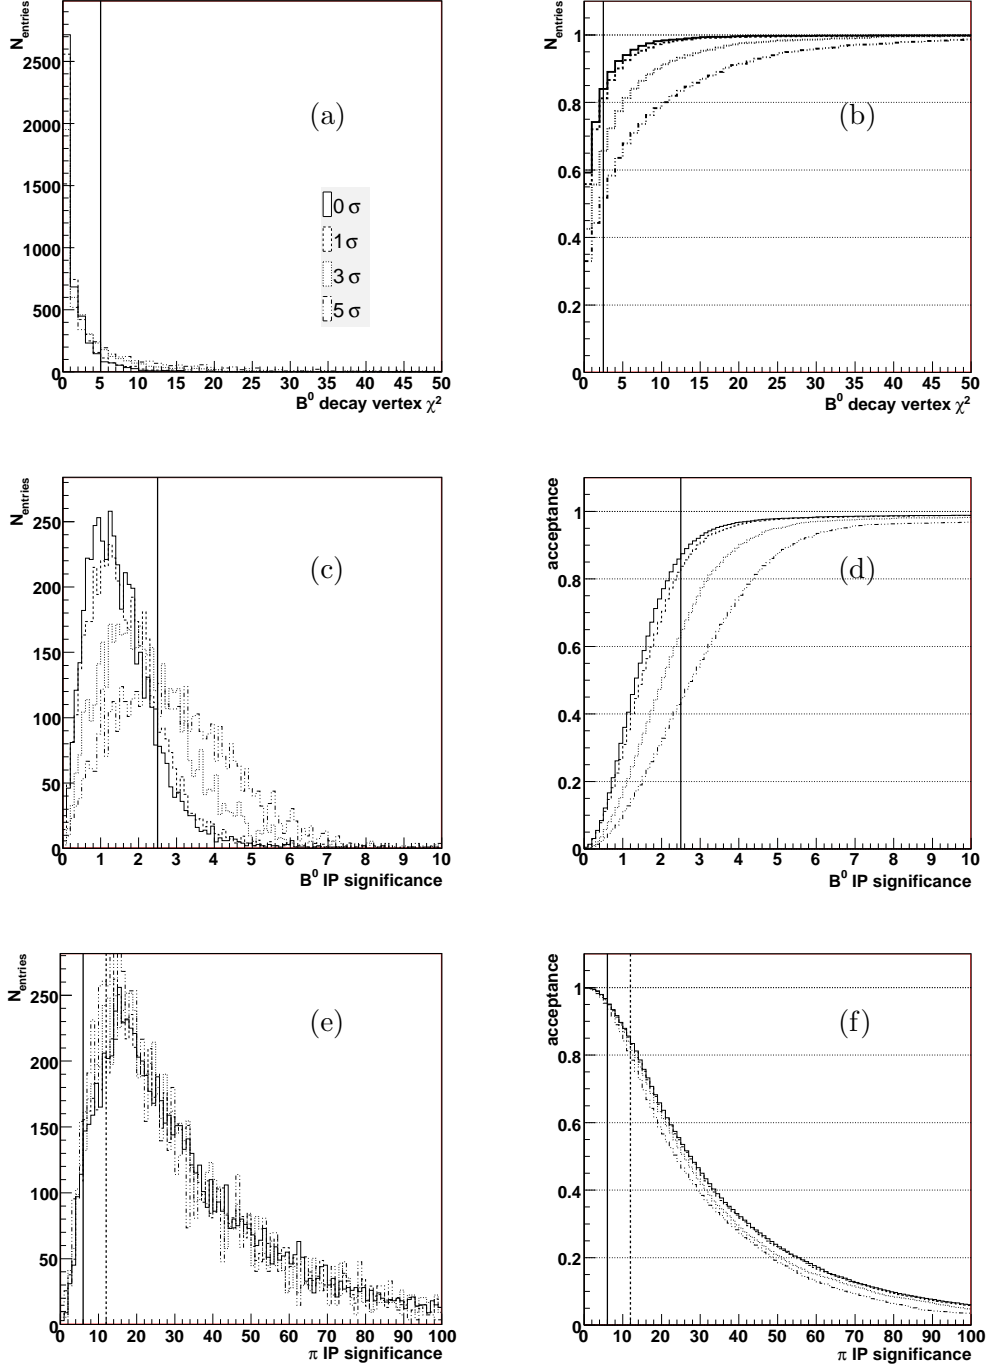 N_entries
2500
2000
1500
1000
500
0
(a)
0 σ
1 σ
3 σ
5 σ
0 5 10 15 20 25 30 35 40 45 50
B⁰ decay vertex χ²
N_entries
1
0.8
0.6
0.4
0.2
0
(b)
0 5 10 15 20 25 30 35 40 45 50
B⁰ decay vertex χ²
N_entries
250
200
150
100
50
0
(c)
0 1 2 3 4 5 6 7 8 9 10
B⁰ IP significance
acceptance
1
0.8
0.6
0.4
0.2
0
(d)
0 1 2 3 4 5 6 7 8 9 10
B⁰ IP significance
N_entries
250
200
150
100
50
0
(e)
0 10 20 30 40 50 60 70 80 90 100
π IP significance
acceptance
1
0.8
0.6
0.4
0.2
0
(f)
0 10 20 30 40 50 60 70 80 90 100
π IP significance